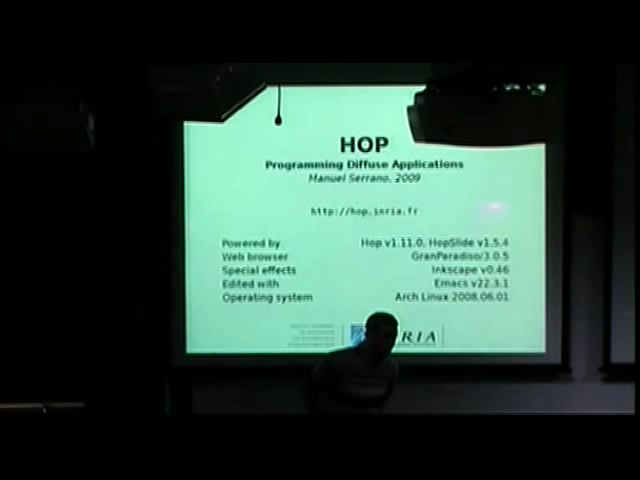 HOP
Programming Diffuse Applications
Manuel Serrano, 2009
http://hop.inria.fr
Powered by Hop v1.11.0, HopSlide v1.5.4
Web browser GranParadiso/3.0.5
Special effects Inkscape v0.46
Edited with Emacs v22.3.1
Operating system Arch Linux 2008.06.01
RIA